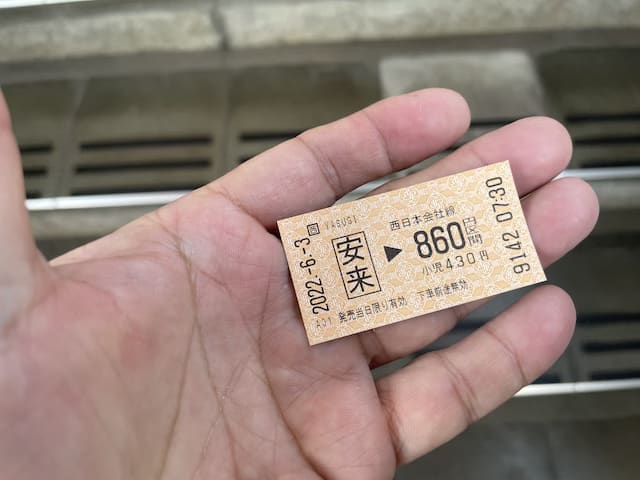 2022.-6.-3 回 YASUGI
安来 ▶ 西日本会社線 860円区間
小児430円
A01 発売当日限り有効 下車前途無効
9142 07:30